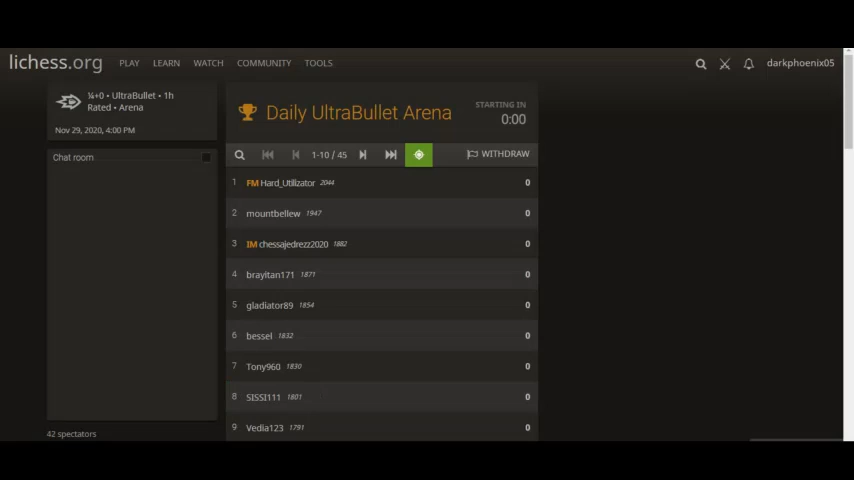 lichess.org PLAY LEARN WATCH COMMUNITY TOOLS darkphoenix05
¼+0 • UltraBullet • 1h
Rated • Arena
Nov 29, 2020, 4:00 PM
Chat room
42 spectators
Daily UltraBullet Arena
STARTING IN
0:00
1-10 / 45 WITHDRAW
1 FM Hard_Utilizator 2044 0
2 mountbellew 1947 0
3 IM chessajedrezz2020 1882 0
4 brayitan171 1871 0
5 gladiator89 1854 0
6 bessel 1832 0
7 Tony960 1830 0
8 SISSI111 1801 0
9 Vedia123 1791 0